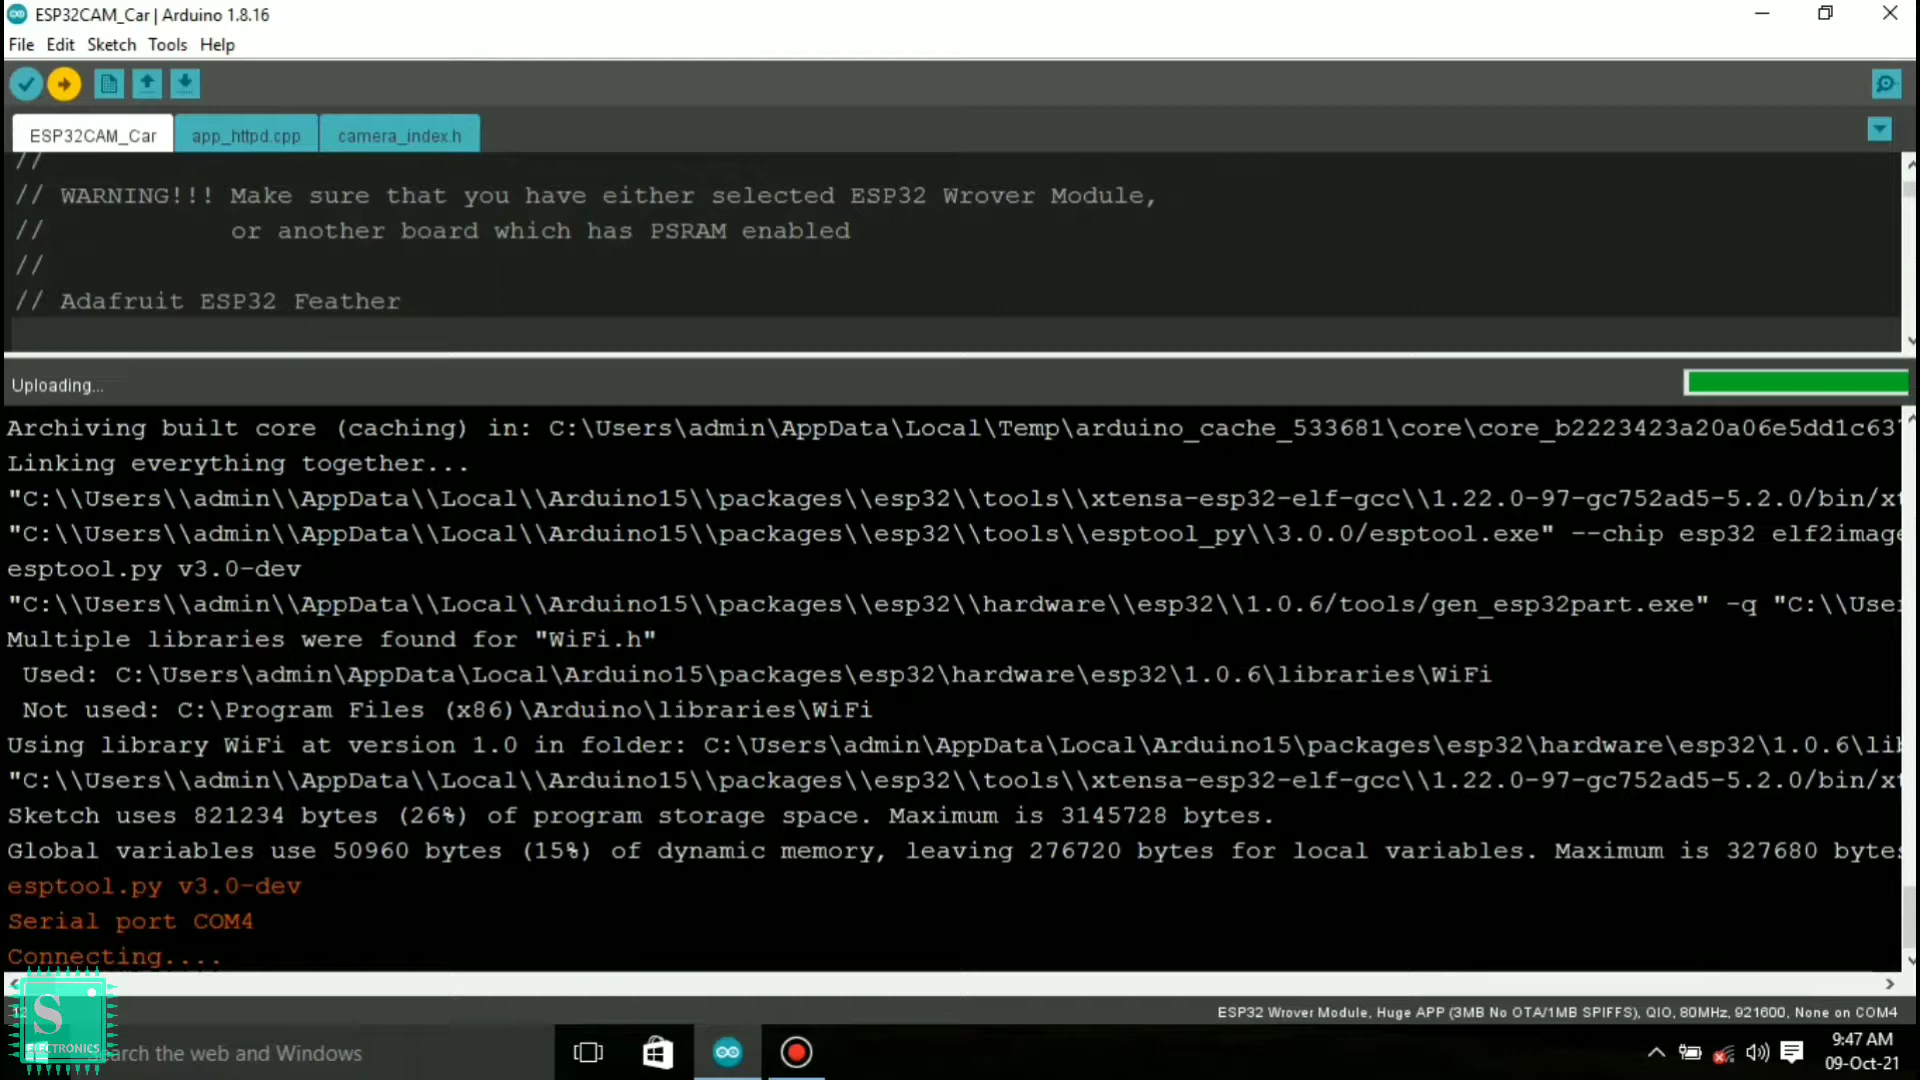 ESP32CAM_Car | Arduino 1.8.16
File Edit Sketch Tools Help
ESP32CAM_Car app_httpd.cpp camera_index.h
//
// WARNING!!! Make sure that you have either selected ESP32 Wrover Module,
// or another board which has PSRAM enabled
//
// Adafruit ESP32 Feather
Uploading...
Archiving built core (caching) in: C:\Users\admin\AppData\Local\Temp\arduino_cache_533681\core\core_b2223423a20a06e5dd1c637
Linking everything together...
"C:\\Users\\admin\\AppData\\Local\\Arduino15\\packages\\esp32\\tools\\xtensa-esp32-elf-gcc\\1.22.0-97-gc752ad5-5.2.0/bin/xt
"C:\\Users\\admin\\AppData\\Local\\Arduino15\\packages\\esp32\\tools\\esptool_py\\3.0.0/esptool.exe" --chip esp32 elf2image
esptool.py v3.0-dev
"C:\\Users\\admin\\AppData\\Local\\Arduino15\\packages\\esp32\\hardware\\esp32\\1.0.6/tools/gen_esp32part.exe" -q "C:\\User
Multiple libraries were found for "WiFi.h"
Used: C:\Users\admin\AppData\Local\Arduino15\packages\esp32\hardware\esp32\1.0.6\libraries\WiFi
Not used: C:\Program Files (x86)\Arduino\libraries\WiFi
Using library WiFi at version 1.0 in folder: C:\Users\admin\AppData\Local\Arduino15\packages\esp32\hardware\esp32\1.0.6\lib
"C:\\Users\\admin\\AppData\\Local\\Arduino15\\packages\\esp32\\tools\\xtensa-esp32-elf-gcc\\1.22.0-97-gc752ad5-5.2.0/bin/xt
Sketch uses 821234 bytes (26%) of program storage space. Maximum is 3145728 bytes.
Global variables use 50960 bytes (15%) of dynamic memory, leaving 276720 bytes for local variables. Maximum is 327680 bytes
esptool.py v3.0-dev
Serial port COM4
Connecting....
ESP32 Wrover Module, Huge APP (3MB No OTA/1MB SPIFFS), QIO, 80MHz, 921600, None on COM4
S
ELECTRONICS
arch the web and Windows
9:47 AM
09-Oct-21